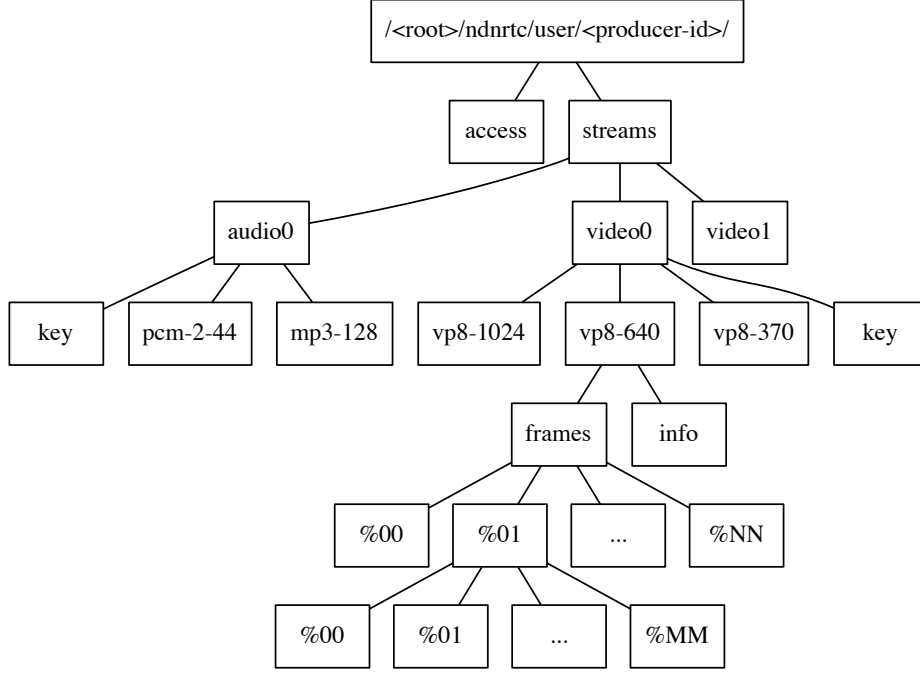 /<root>/ndnrtc/user/<producer-id>/
access
streams
audio0
video0
video1
key
pcm-2-44
mp3-128
vp8-1024
vp8-640
vp8-370
key
frames
info
%00
%01
...
%NN
%00
%01
...
%MM